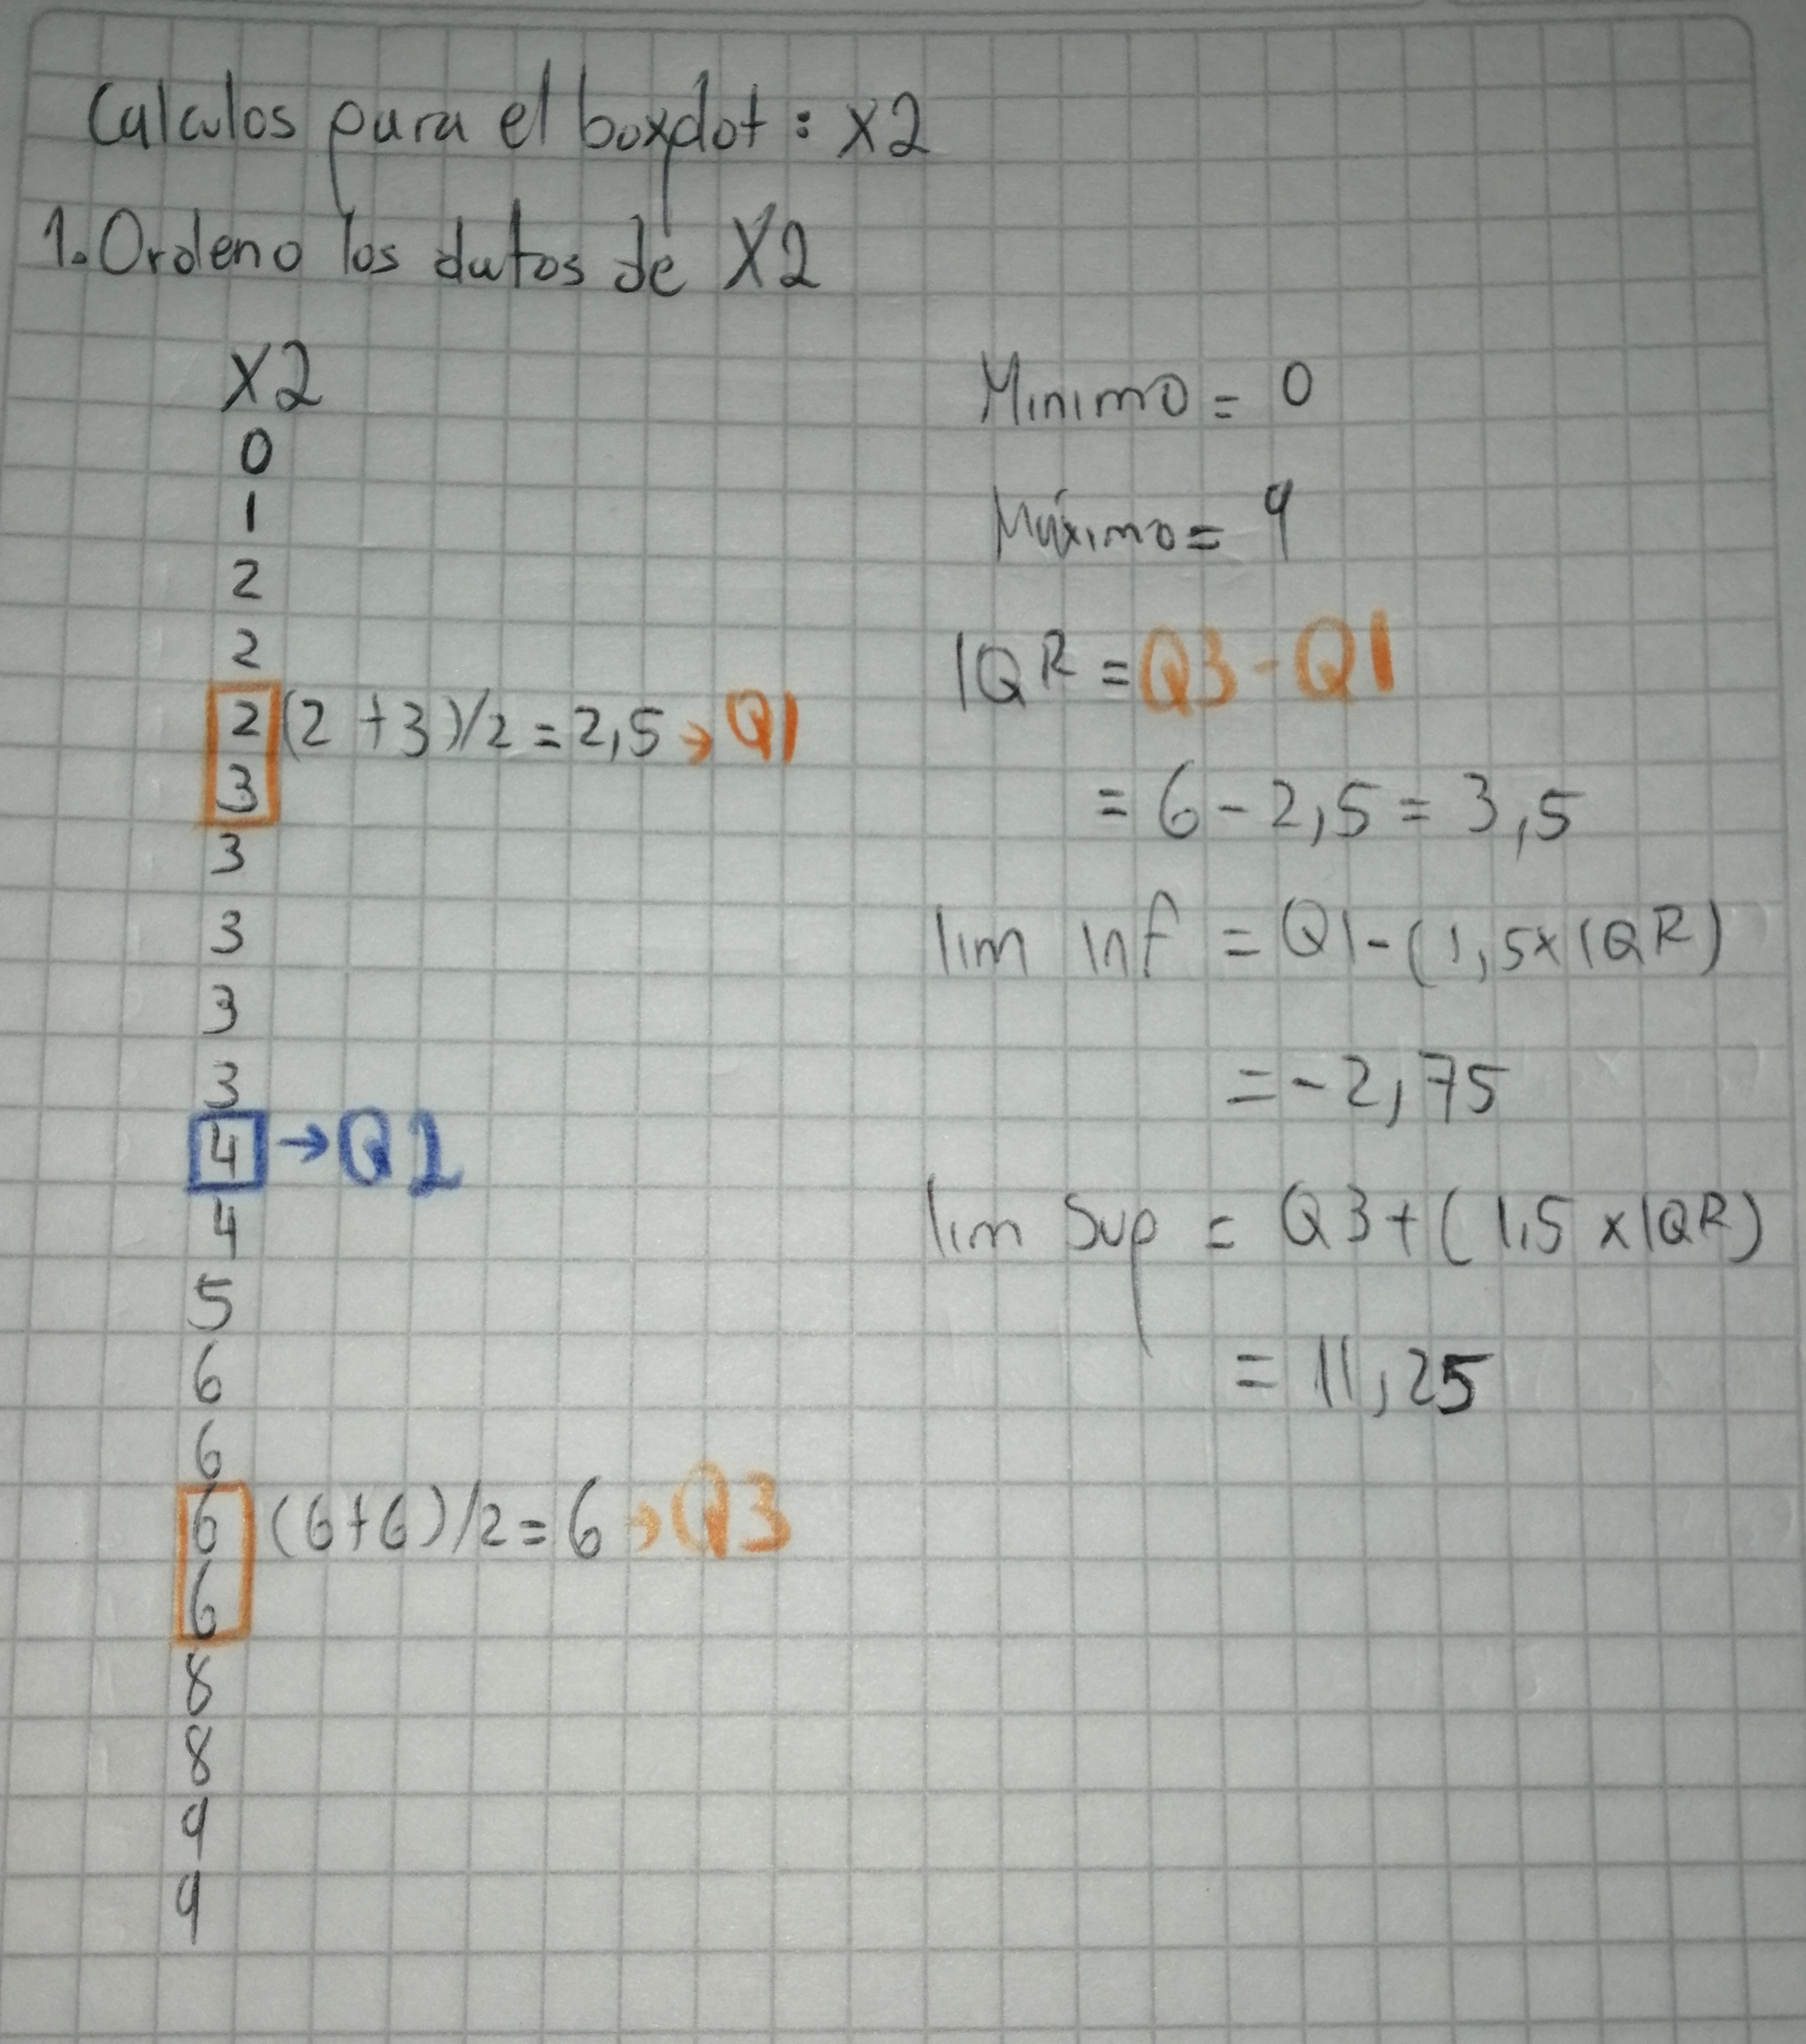 Calculos para el boxplot: X2
1. Ordeno los datos de X2
X2
0
1
2
2
2 (2+3)/2=2,5 → Q1
3
3
3
3
3
4 → Q2
4
5
6
6
6 (6+6)/2=6 → Q3
6
8
8
9
9
Minimo = 0
Máximo = 9
IQR = Q3 - Q1
= 6 - 2,5 = 3,5
lim inf = Q1 - (1,5 x IQR)
= -2,75
lim Sup = Q3 + (1,5 x IQR)
= 11,25